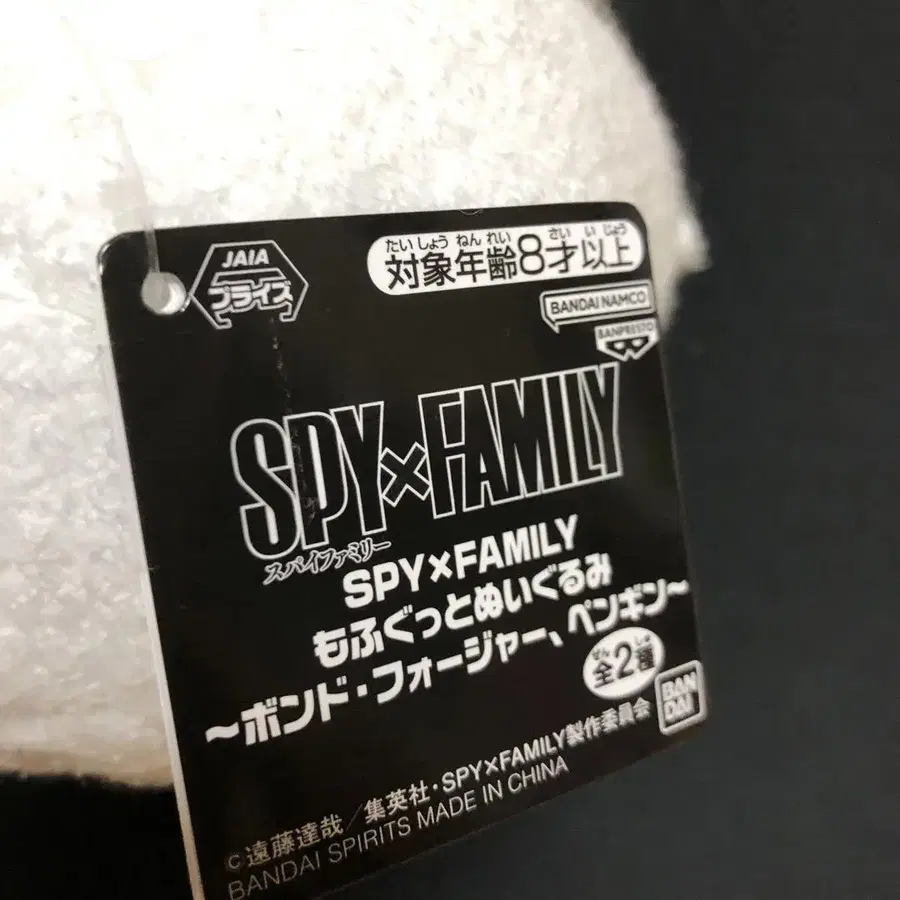 JAIA
プライズ
たいしょうねんれい さい いじょう
対象年齢8才以上
BANDAI NAMCO
BANPRESTO
SPY×FAMILY
スパイファミリー
SPY×FAMILY
もふぐっとぬいぐるみ
～ボンド・フォージャー、ペンギン～
ぜん しゅ
全2種
BAN
DAI
©遠藤達哉／集英社・SPY×FAMILY製作委員会
BANDAI SPIRITS MADE IN CHINA